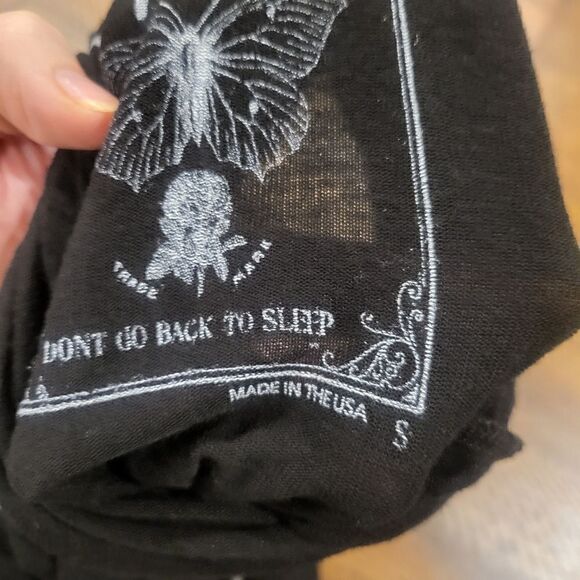 TRADE MARK
DONT GO BACK TO SLEEP
MADE IN THE USA
S